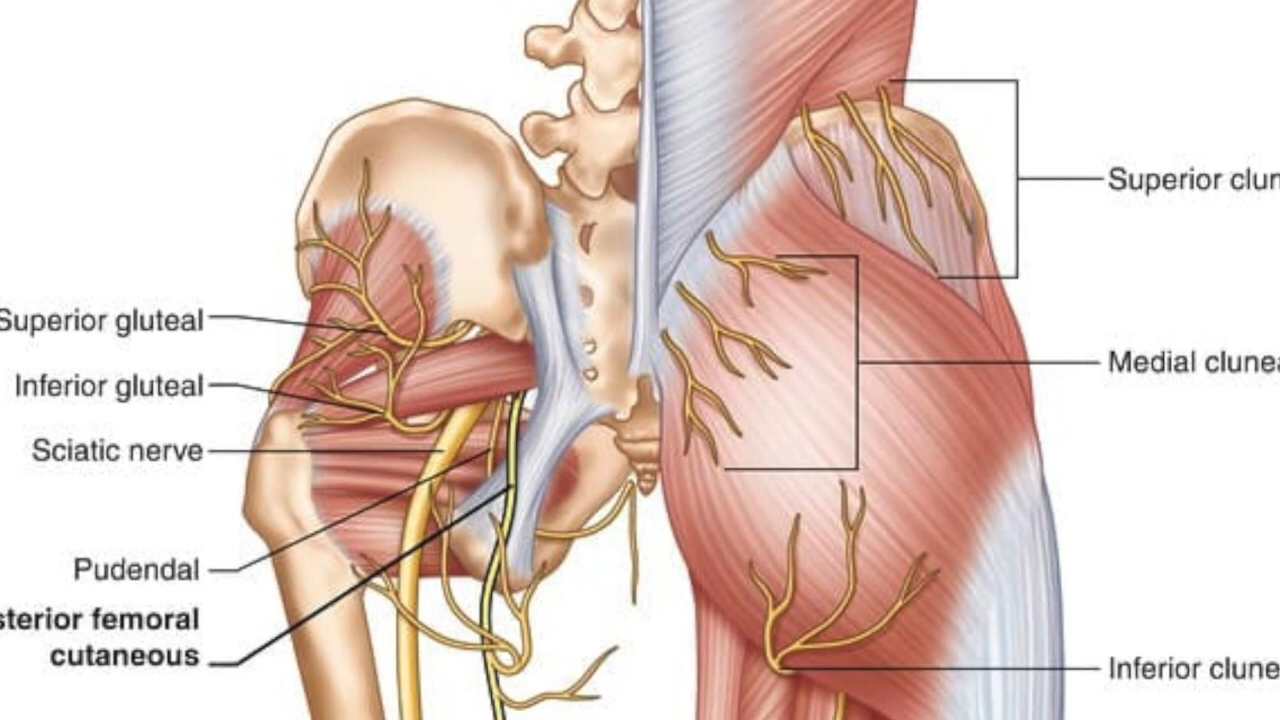 Superior gluteal
Inferior gluteal
Sciatic nerve
Pudendal
sterior femoral
cutaneous
Superior clun
Medial clunea
Inferior clune